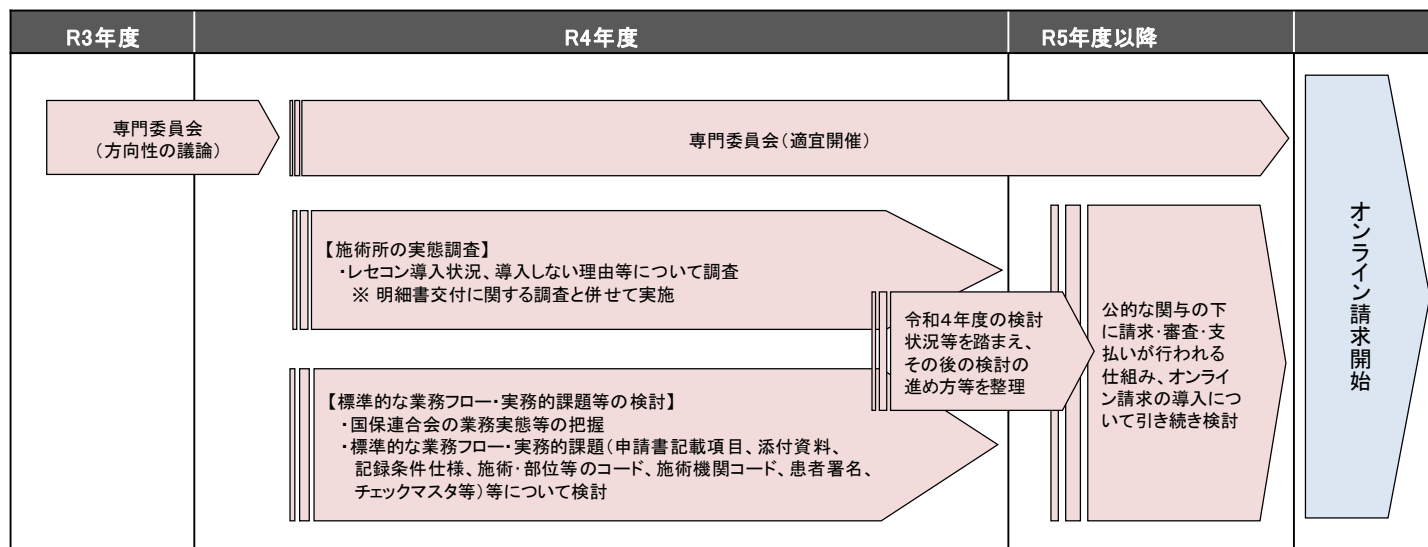 R3年度
R4年度
R5年度以降
専門委員会
（方向性の議論）
専門委員会（適宜開催）
【施術所の実態調査】
・レセコン導入状況、導入しない理由等について調査
※ 明細書交付に関する調査と併せて実施
【標準的な業務フロー・実務的課題等の検討】
・国保連合会の業務実態等の把握
・標準的な業務フロー・実務的課題（申請書記載項目、添付資料、
記録条件仕様、施術・部位等のコード、施術機関コード、患者署名、
チェックマスタ等）等について検討
令和４年度の検討
状況等を踏まえ、
その後の検討の
進め方等を整理
公的な関与の下
に請求・審査・支
払いが行われる
仕組み、オンライ
ン請求の導入につ
いて引き続き検討
オンライン請求開始